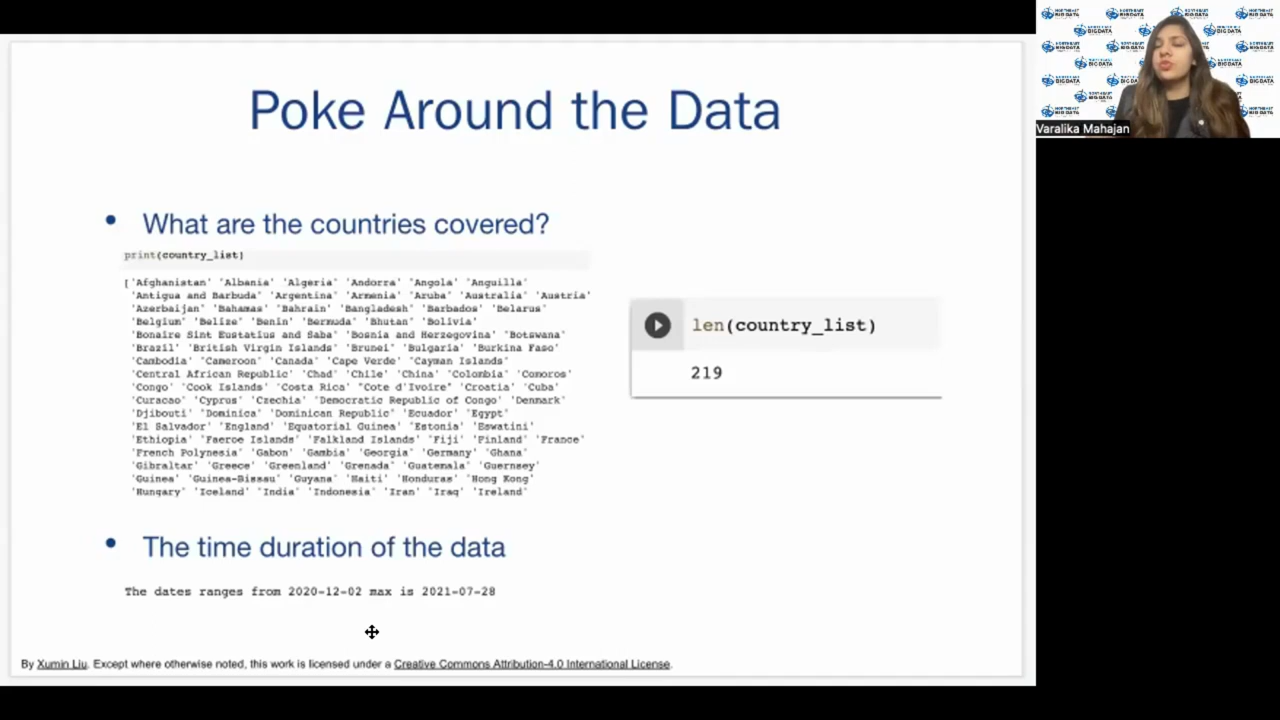 Poke Around the Data
• What are the countries covered?
print(country_list)
['Afghanistan' 'Albania' 'Algeria' 'Andorra' 'Angola' 'Anguilla'
'Antigua and Barbuda' 'Argentina' 'Armenia' 'Aruba' 'Australia' 'Austria'
'Azerbaijan' 'Bahamas' 'Bahrain' 'Bangladesh' 'Barbados' 'Belarus'
'Belgium' 'Belize' 'Benin' 'Bermuda' 'Bhutan' 'Bolivia'
'Bonaire Sint Eustatius and Saba' 'Bosnia and Herzegovina' 'Botswana'
'Brazil' 'British Virgin Islands' 'Brunei' 'Bulgaria' 'Burkina Faso'
'Cambodia' 'Cameroon' 'Canada' 'Cape Verde' 'Cayman Islands'
'Central African Republic' 'Chad' 'Chile' 'China' 'Colombia' 'Comoros'
'Congo' 'Cook Islands' 'Costa Rica' "Cote d'Ivoire" 'Croatia' 'Cuba'
'Curacao' 'Cyprus' 'Czechia' 'Democratic Republic of Congo' 'Denmark'
'Djibouti' 'Dominica' 'Dominican Republic' 'Ecuador' 'Egypt'
'El Salvador' 'England' 'Equatorial Guinea' 'Estonia' 'Eswatini'
'Ethiopia' 'Faeroe Islands' 'Falkland Islands' 'Fiji' 'Finland' 'France'
'French Polynesia' 'Gabon' 'Gambia' 'Georgia' 'Germany' 'Ghana'
'Gibraltar' 'Greece' 'Greenland' 'Grenada' 'Guatemala' 'Guernsey'
'Guinea' 'Guinea-Bissau' 'Guyana' 'Haiti' 'Honduras' 'Hong Kong'
'Hungary' 'Iceland' 'India' 'Indonesia' 'Iran' 'Iraq' 'Ireland'
len(country_list)
219
• The time duration of the data
The dates ranges from 2020-12-02 max is 2021-07-28
By Xumin Liu. Except where otherwise noted, this work is licensed under a Creative Commons Attribution-4.0 International License.
NORTHEAST BIG DATA
Varalika Mahajan